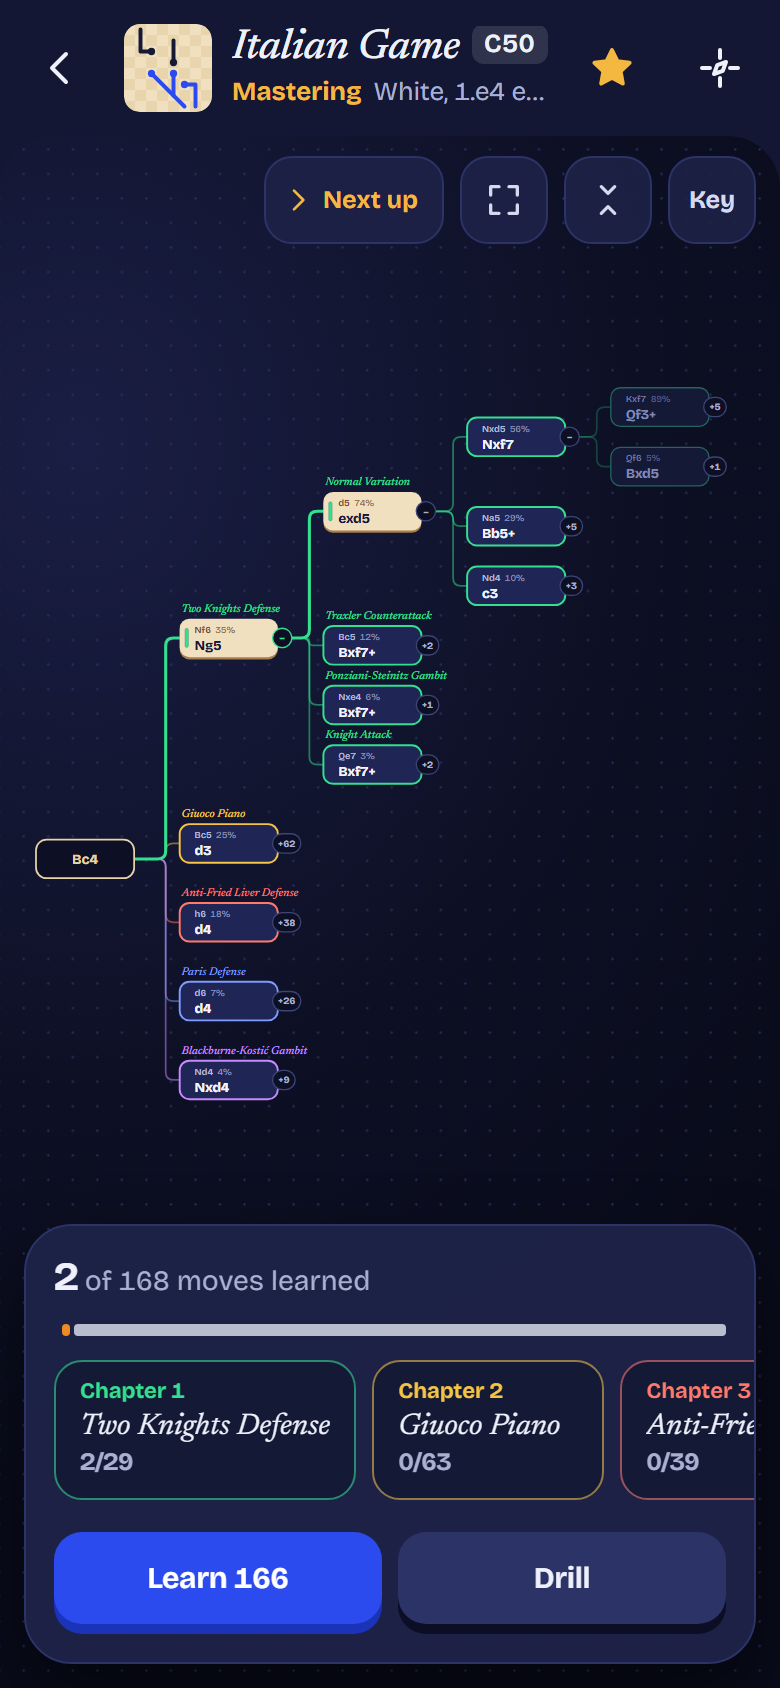 Italian Game C50
Mastering White, 1.e4 e...
Next up
Key
Kxf7 89%
Qf3+
+5
Nxd5 56%
Nxf7
–
Qf6 5%
Bxd5
+1
Normal Variation
d5 74%
exd5
–
Na5 29%
Bb5+
+5
Nd4 10%
c3
+3
Two Knights Defense
Nf6 35%
Ng5
–
Traxler Counterattack
Bc5 12%
Bxf7+
+2
Ponziani-Steinitz Gambit
Nxe4 6%
Bxf7+
+1
Knight Attack
Qe7 3%
Bxf7+
+2
Giuoco Piano
Bc5 25%
d3
+62
Bc4
Anti-Fried Liver Defense
h6 18%
d4
+38
Paris Defense
d6 7%
d4
+26
Blackburne-Kostić Gambit
Nd4 4%
Nxd4
+9
2 of 168 moves learned
Chapter 1
Two Knights Defense
2/29
Chapter 2
Giuoco Piano
0/63
Chapter 3
Anti-Frie
0/39
Learn 166
Drill